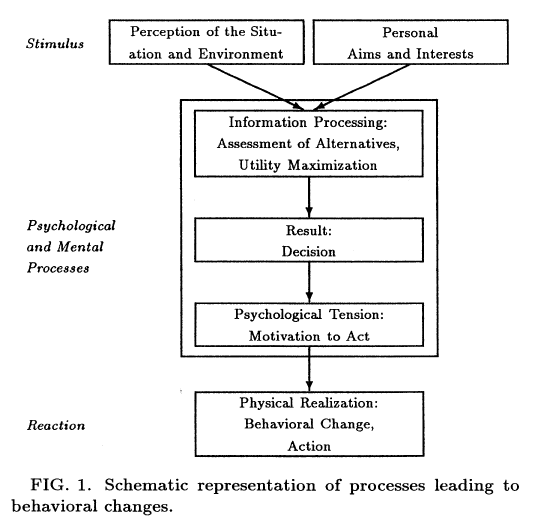 Stimulus
Perception of the Situ-
ation and Environment
Personal
Aims and Interests
Information Processing:
Assessment of Alternatives,
Utility Maximization
Psychological
and Mental
Processes
Result:
Decision
Psychological Tension:
Motivation to Act
Reaction
Physical Realization:
Behavioral Change,
Action
FIG. 1. Schematic representation of processes leading to
behavioral changes.